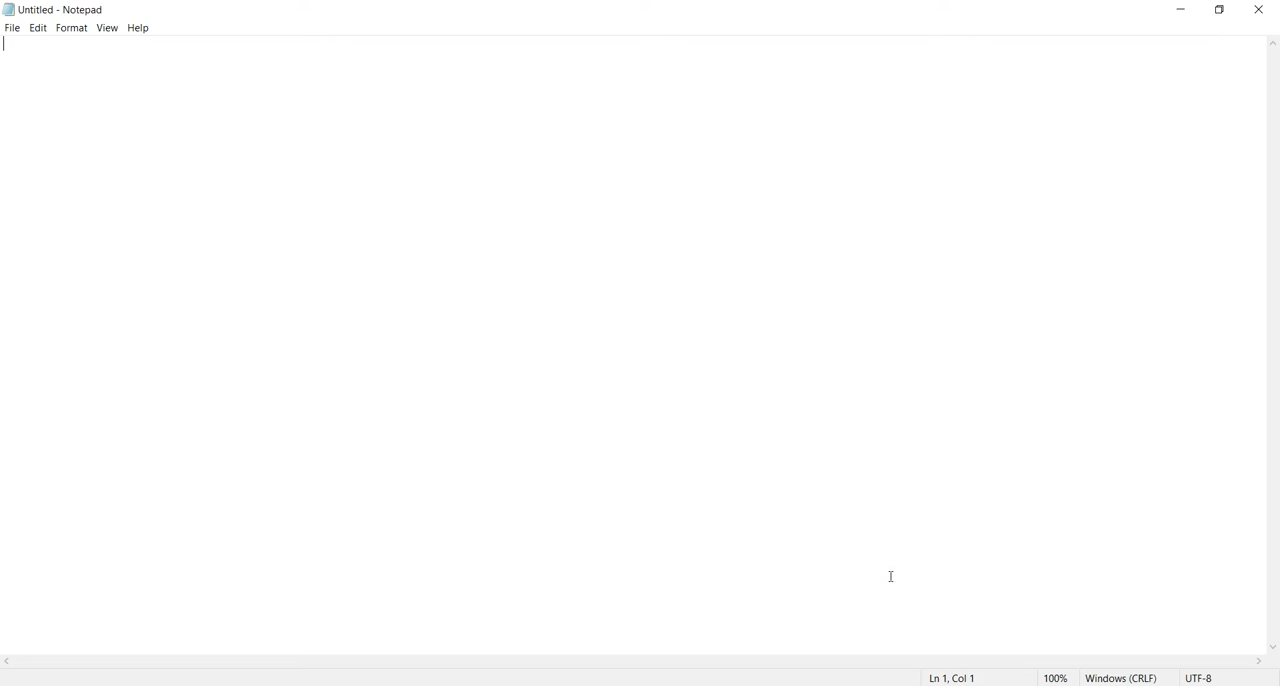 Untitled - Notepad
File Edit Format View Help
Ln 1, Col 1 100% Windows (CRLF) UTF-8